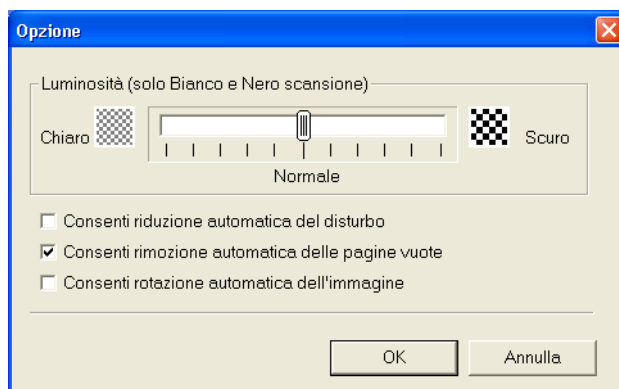 Opzione
Luminosità (solo Bianco e Nero scansione)
Chiaro
Scuro
Normale
Consenti riduzione automatica del disturbo
Consenti rimozione automatica delle pagine vuote
Consenti rotazione automatica dell'immagine
OK
Annulla